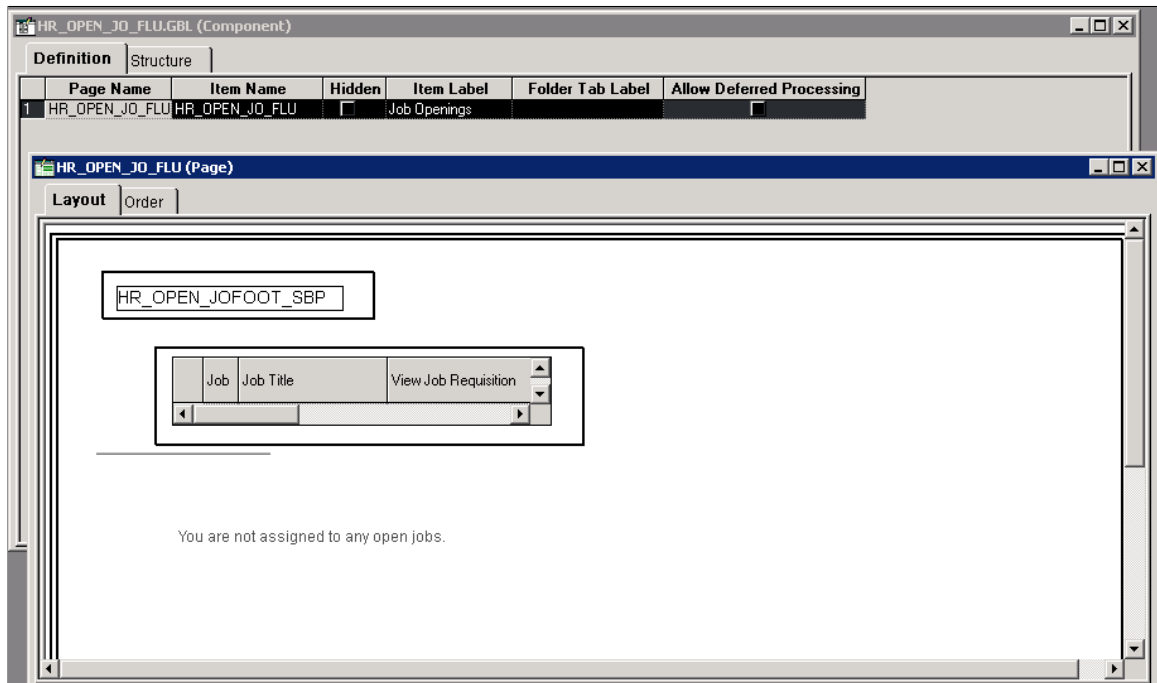 HR_OPEN_JO_FLU.GBL (Component)
Definition Structure
Page Name Item Name Hidden Item Label Folder Tab Label Allow Deferred Processing
1 HR_OPEN_JO_FLU HR_OPEN_JO_FLU Job Openings
HR_OPEN_JO_FLU (Page)
Layout Order
HR_OPEN_JOFOOT_SBP
Job Job Title View Job Requisition
You are not assigned to any open jobs.